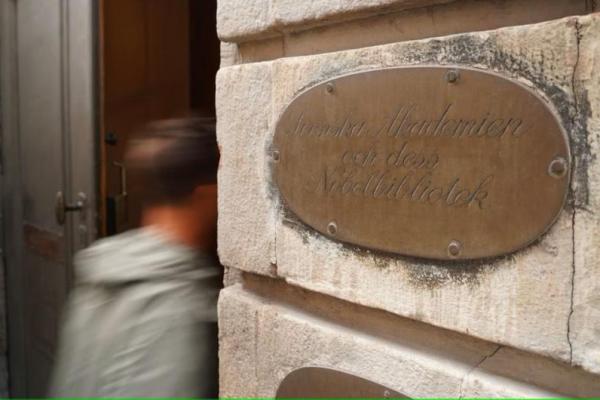 Svenska Akademien
och dess
Nobelbibliotek